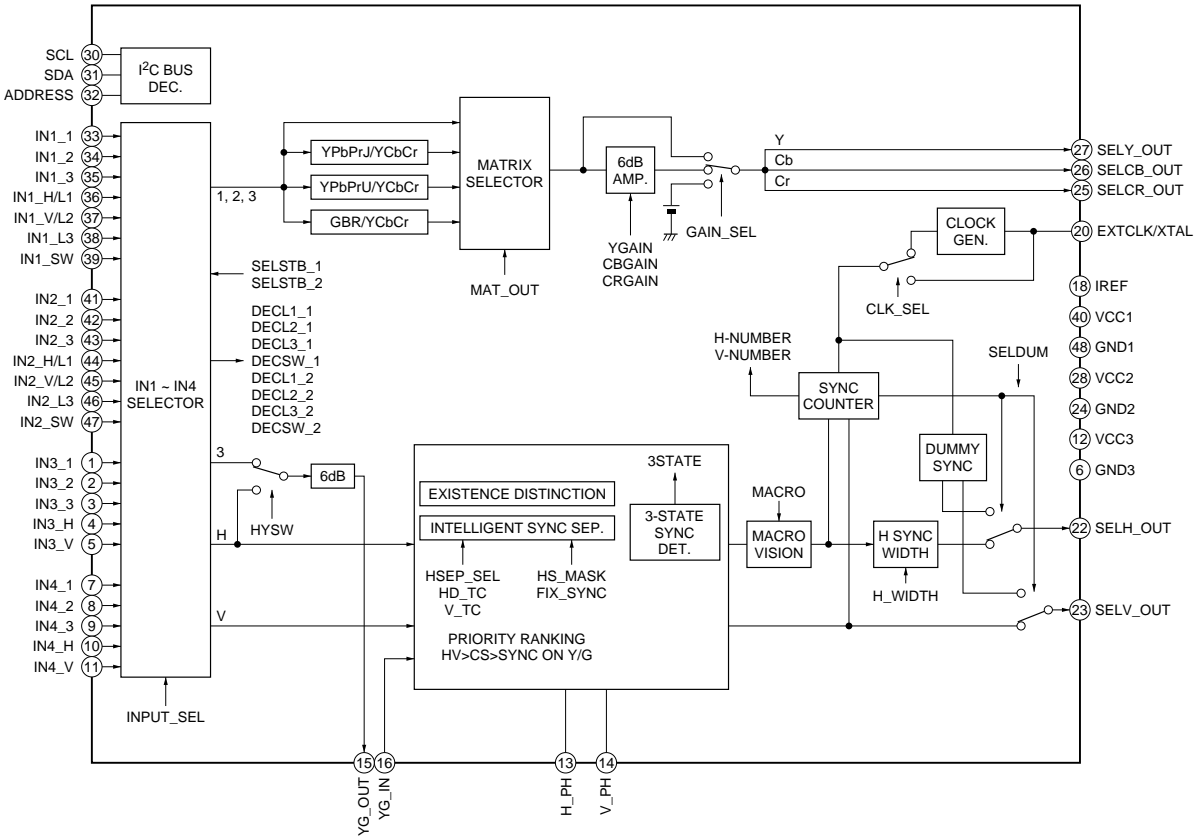 SCL 30
SDA 31
ADDRESS 32
I2C BUS
DEC.
IN1_1 33
IN1_2 34
IN1_3 35
IN1_H/L1 36
IN1_V/L2 37
IN1_L3 38
IN1_SW 39
IN2_1 41
IN2_2 42
IN2_3 43
IN2_H/L1 44
IN2_V/L2 45
IN2_L3 46
IN2_SW 47
IN3_1 1
IN3_2 2
IN3_3 3
IN3_H 4
IN3_V 5
IN4_1 7
IN4_2 8
IN4_3 9
IN4_H 10
IN4_V 11
IN1 ~ IN4
SELECTOR
INPUT_SEL
1, 2, 3
YPbPrJ/YCbCr
YPbPrU/YCbCr
GBR/YCbCr
MATRIX
SELECTOR
MAT_OUT
6dB
AMP.
YGAIN
CBGAIN
CRGAIN
GAIN_SEL
Y
Cb
Cr
27 SELY_OUT
26 SELCB_OUT
25 SELCR_OUT
SELSTB_1
SELSTB_2
DECL1_1
DECL2_1
DECL3_1
DECSW_1
DECL1_2
DECL2_2
DECL3_2
DECSW_2
CLOCK
GEN.
CLK_SEL
20 EXTCLK/XTAL
18 IREF
40 VCC1
48 GND1
28 VCC2
24 GND2
12 VCC3
6 GND3
H-NUMBER
V-NUMBER
SYNC
COUNTER
SELDUM
DUMMY
SYNC
3
6dB
HYSW
H
V
EXISTENCE DISTINCTION
INTELLIGENT SYNC SEP.
HSEP_SEL
HD_TC
V_TC
HS_MASK
FIX_SYNC
3STATE
3-STATE
SYNC
DET.
PRIORITY RANKING
HV>CS>SYNC ON Y/G
MACRO
MACRO
VISION
H SYNC
WIDTH
H_WIDTH
22 SELH_OUT
23 SELV_OUT
15 YG_OUT
16 YG_IN
13 H_PH
14 V_PH